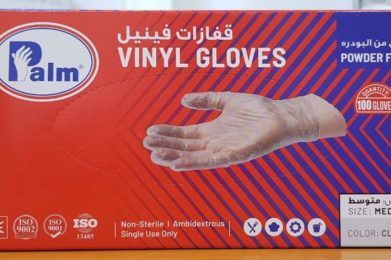 Palm®
قفازات فينيل
VINYL GLOVES
من البودره
POWDER F
QUANTITY
100 GLOVE
ISO
9002
ISO
9001
ISO
13485
Non-Sterile | Ambidextrous
Single Use Only
متوسط
SIZE: MED
COLOR: CL